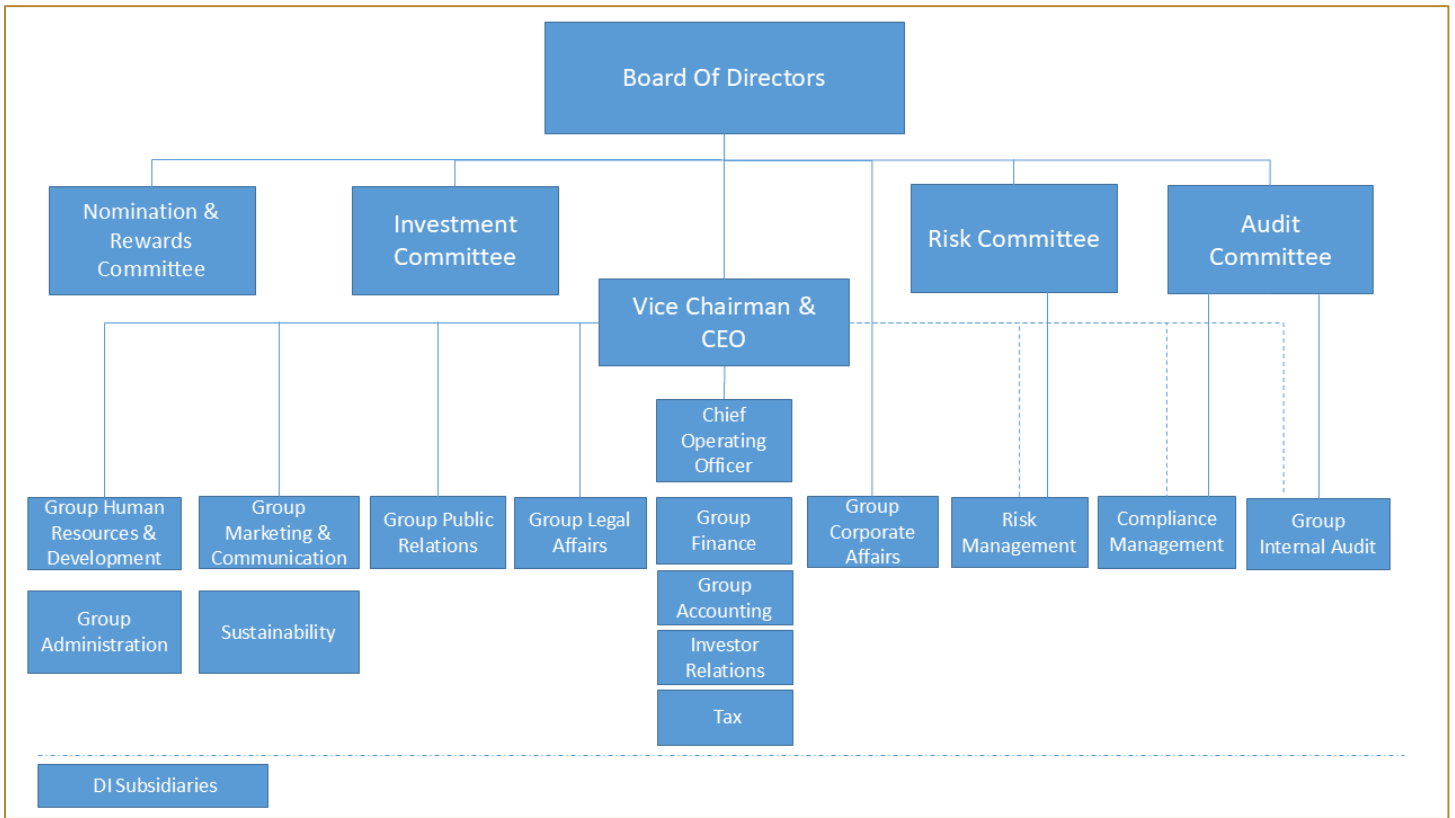 Board Of Directors
Nomination &
Rewards
Committee
Investment
Committee
Risk Committee
Audit
Committee
Vice Chairman &
CEO
Chief
Operating
Officer
Group Human
Resources &
Development
Group
Marketing &
Communication
Group Public
Relations
Group Legal
Affairs
Group
Finance
Group
Corporate
Affairs
Risk
Management
Compliance
Management
Group
Internal Audit
Group
Administration
Sustainability
Group
Accounting
Investor
Relations
Tax
DI Subsidiaries